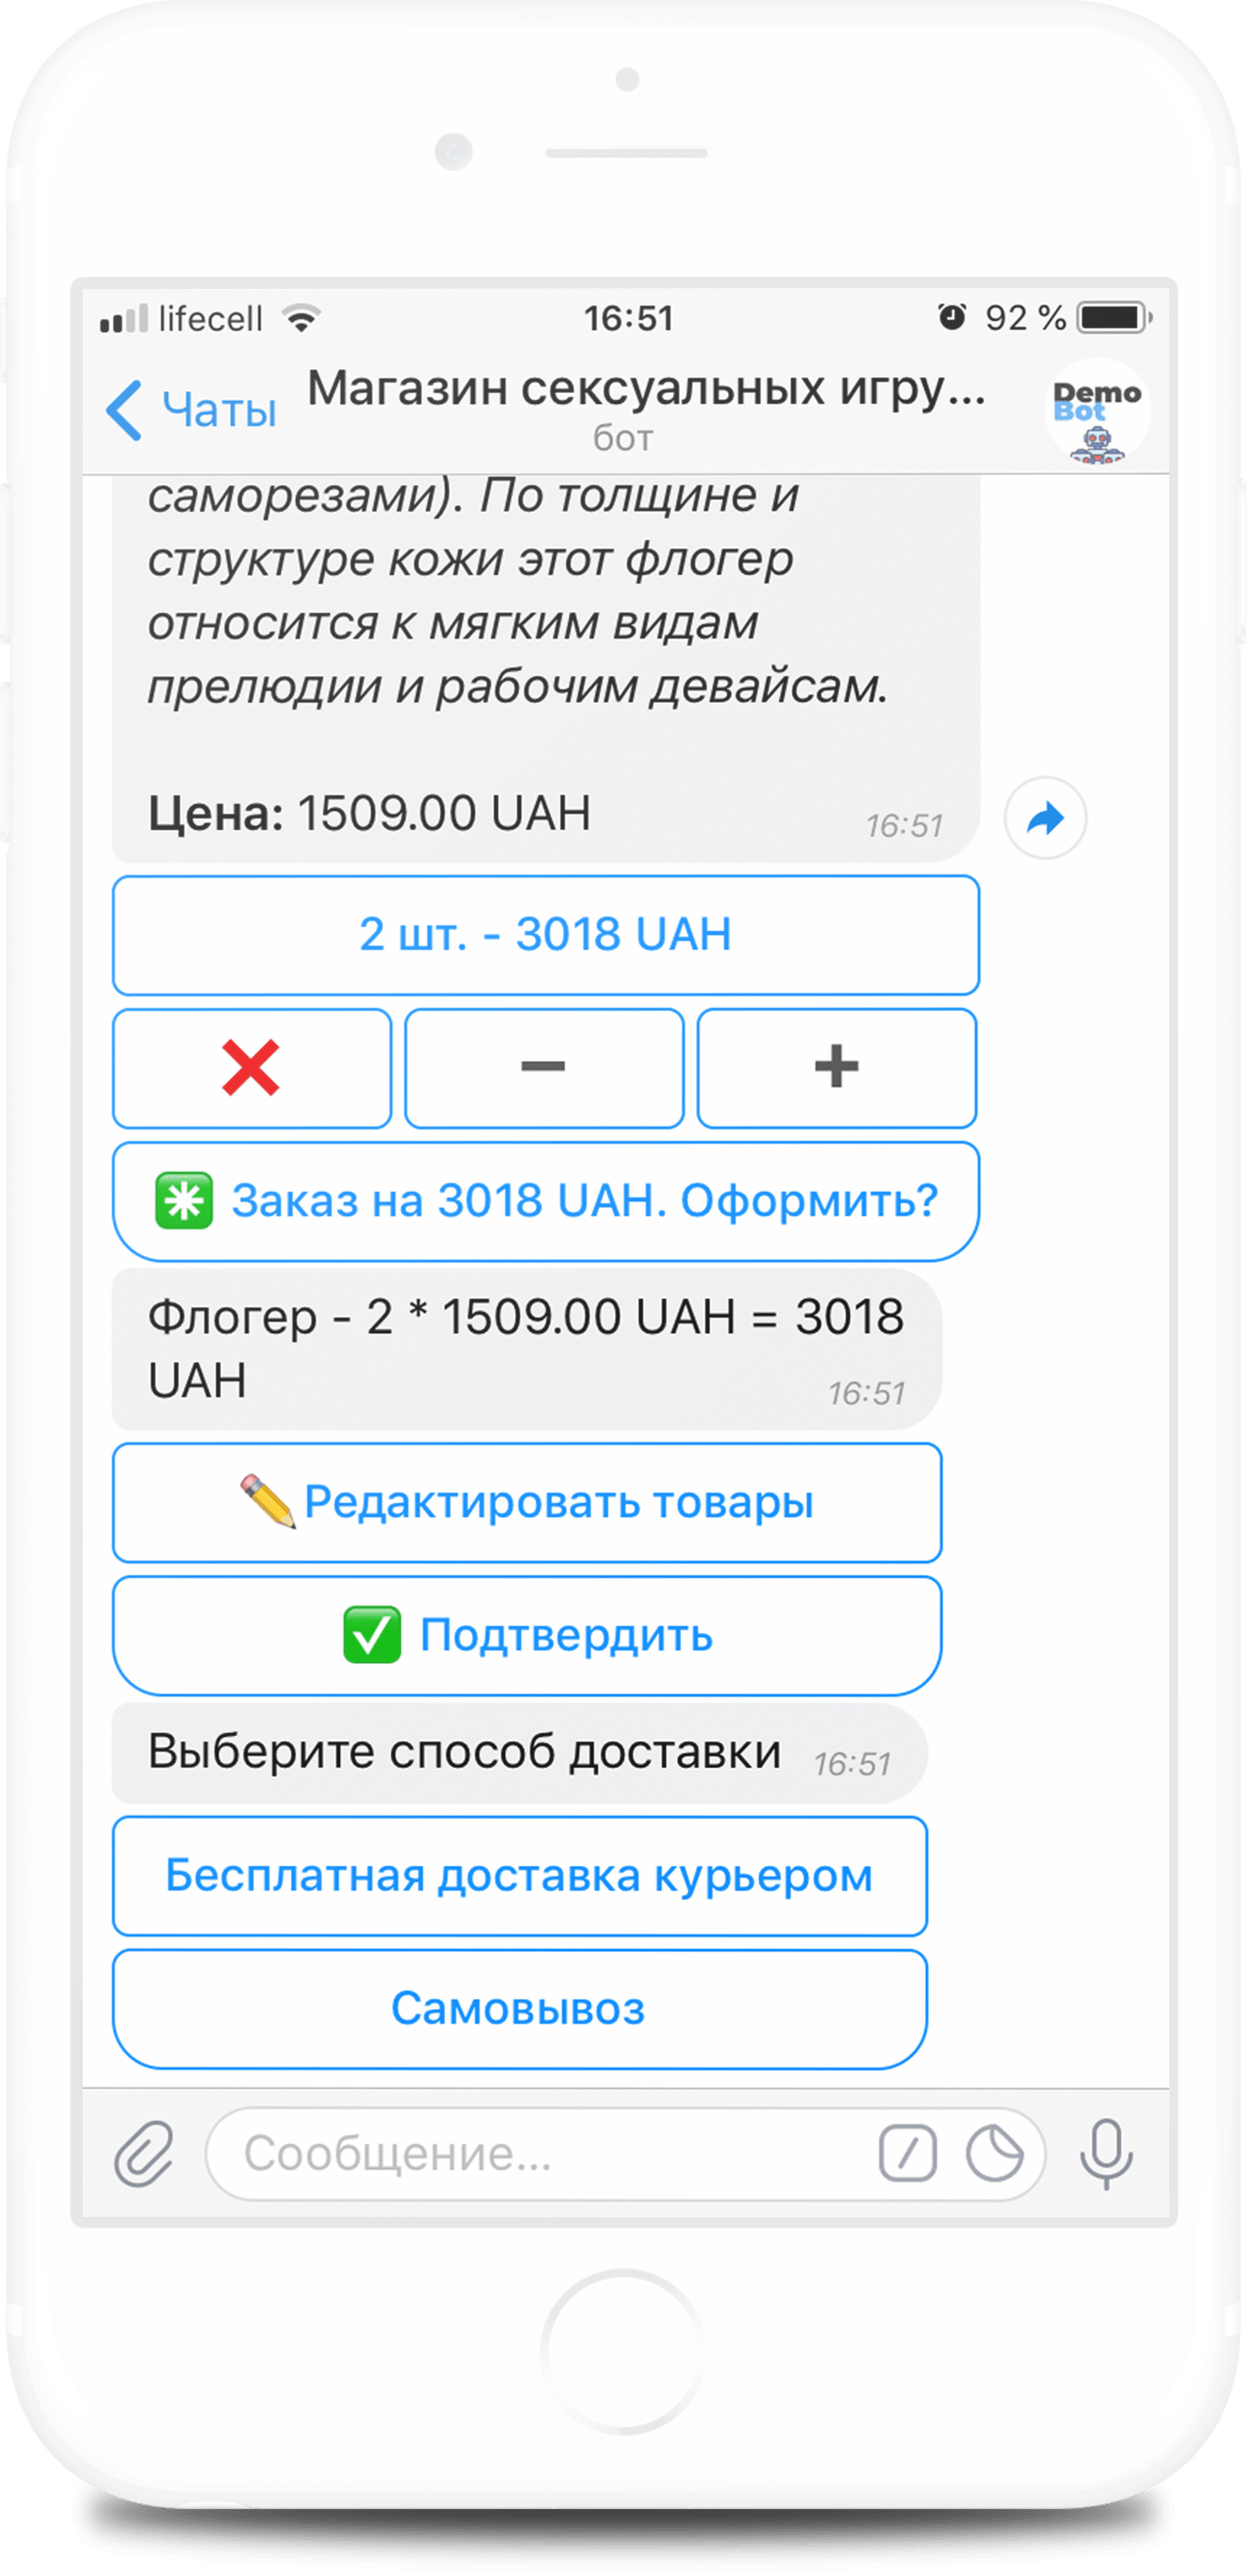 lifecell 16:51 92 %
Чаты Магазин сексуальных игру...
бот
Demo
Bot
саморезами). По толщине и
структуре кожи этот флогер
относится к мягким видам
прелюдии и рабочим девайсам.
Цена: 1509.00 UAH 16:51
2 шт. - 3018 UAH
Заказ на 3018 UAH. Оформить?
Флогер - 2 * 1509.00 UAH = 3018
UAH 16:51
Редактировать товары
Подтвердить
Выберите способ доставки 16:51
Бесплатная доставка курьером
Самовывоз
Сообщение...